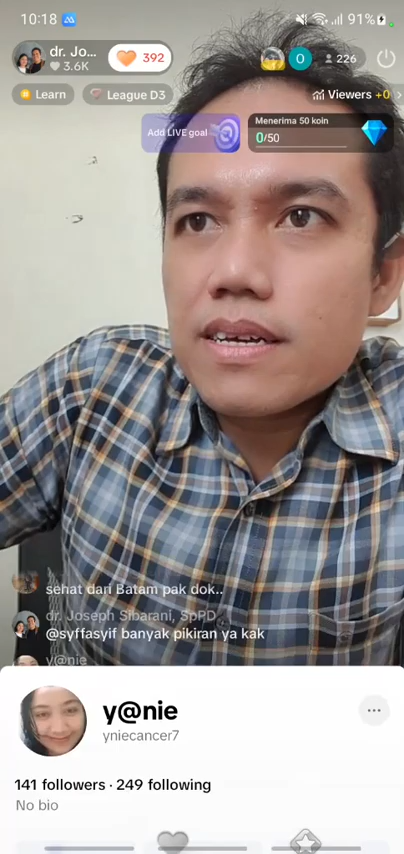 10:18
91%
dr. Jo...
3.6K
392
0
226
Learn
League D3
Viewers +0 >
Add LIVE goal
Menerima 50 koin
0/50
sehat dari Batam pak dok..
dr. Joseph Sibarani, SpPD
@syffasyif banyak pikiran ya kak
y@nie
y@nie
yniecancer7
141 followers · 249 following
No bio